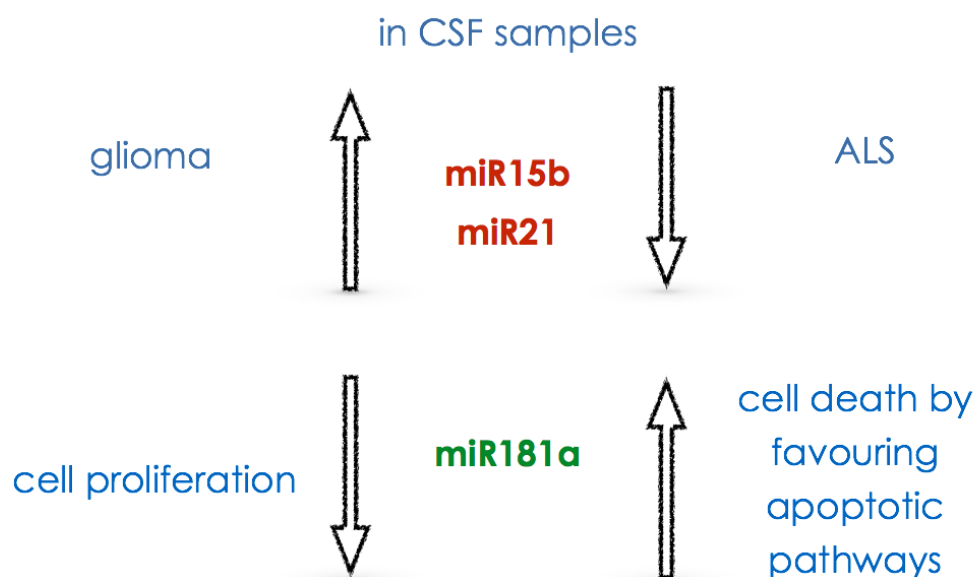 in CSF samples
glioma
miR15b
miR21
ALS
cell proliferation
miR181a
cell death by
favouring
apoptotic
pathways